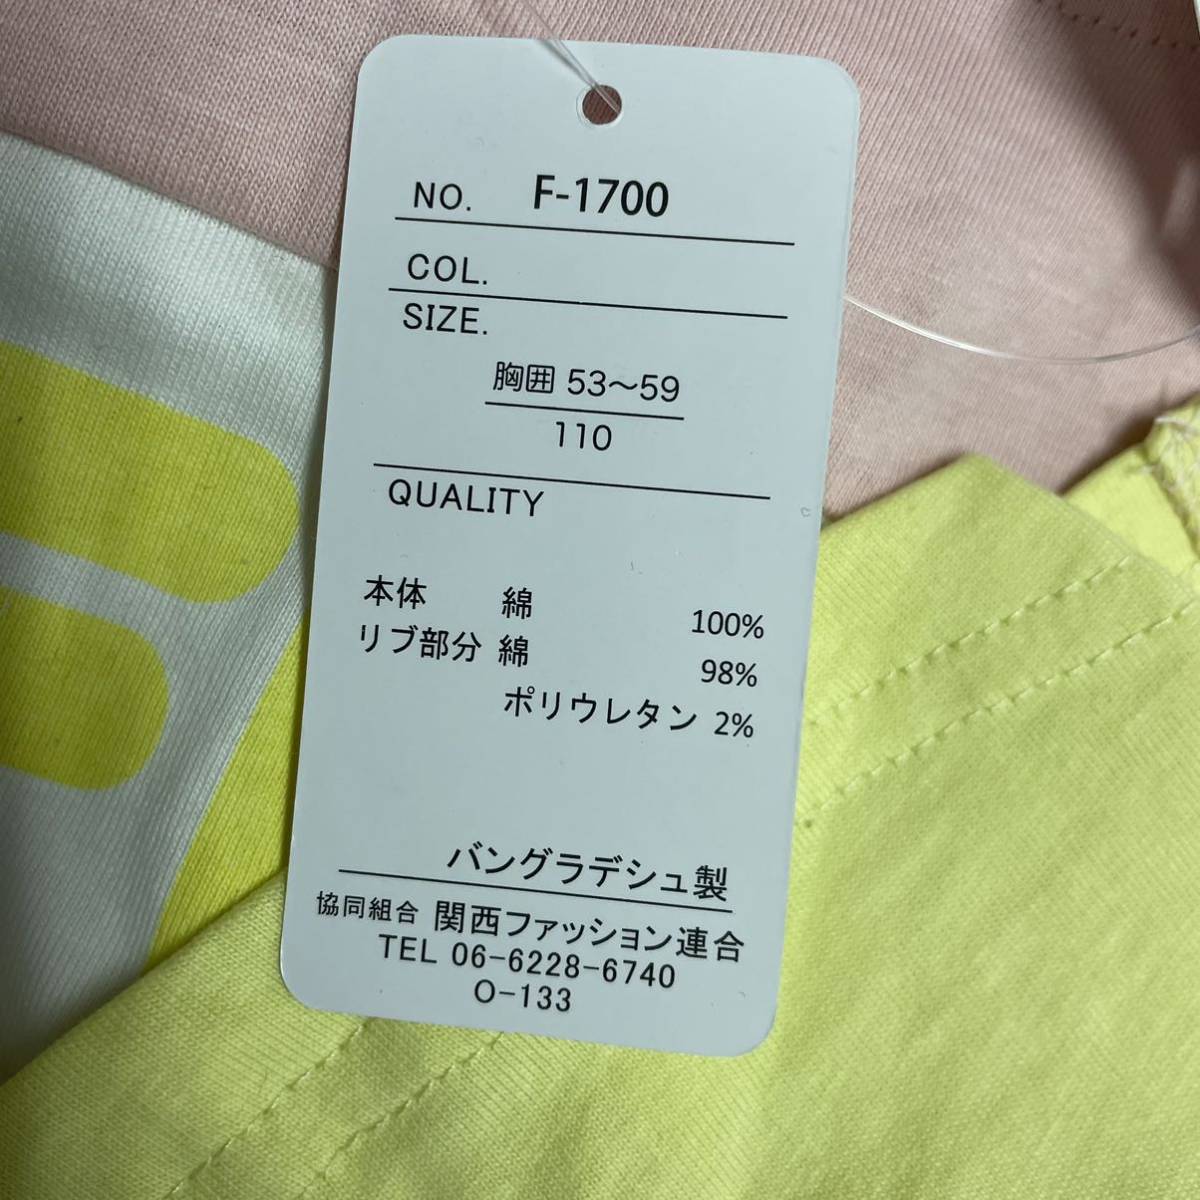 NO. F-1700
COL.
SIZE.
胸囲 53～59
110
QUALITY
本体 綿 100%
リブ部分 綿 98%
ポリウレタン 2%
バングラデシュ製
協同組合 関西ファッション連合
TEL 06-6228-6740
O-133